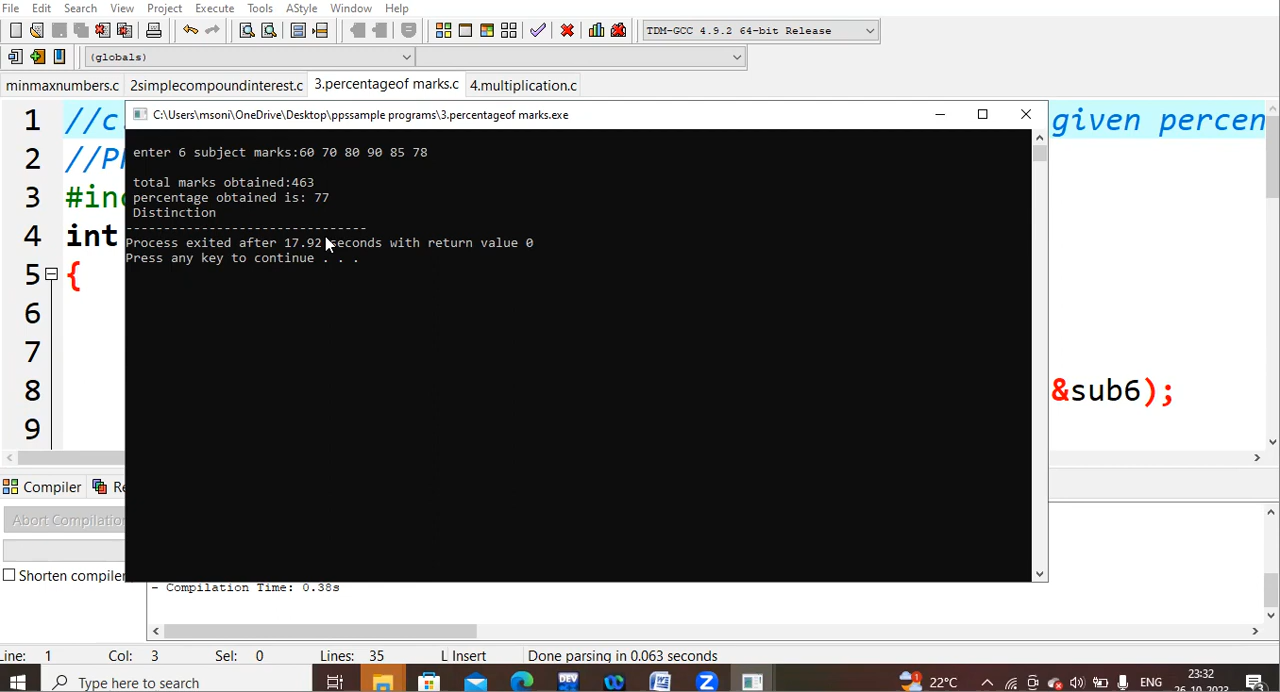 File Edit Search View Project Execute Tools AStyle Window Help
TDM-GCC 4.9.2 64-bit Release
(globals)
minmaxnumbers.c 2simplecompoundinterest.c 3.percentageof marks.c 4.multiplication.c
C:\Users\msoni\OneDrive\Desktop\ppssample programs\3.percentageof marks.exe
1 //c given percen
2 //P
3 #inc
4 int
5 {
6
7
8 &sub6);
9
enter 6 subject marks:60 70 80 90 85 78
total marks obtained:463
percentage obtained is: 77
Distinction
--------------------------------
Process exited after 17.92 seconds with return value 0
Press any key to continue . . .
Compiler Re
Abort Compilation
Shorten compiler
- Compilation Time: 0.38s
Line: 1 Col: 3 Sel: 0 Lines: 35 L Insert Done parsing in 0.063 seconds
Type here to search
DEV
22°C
ENG
23:32
26-10-2023